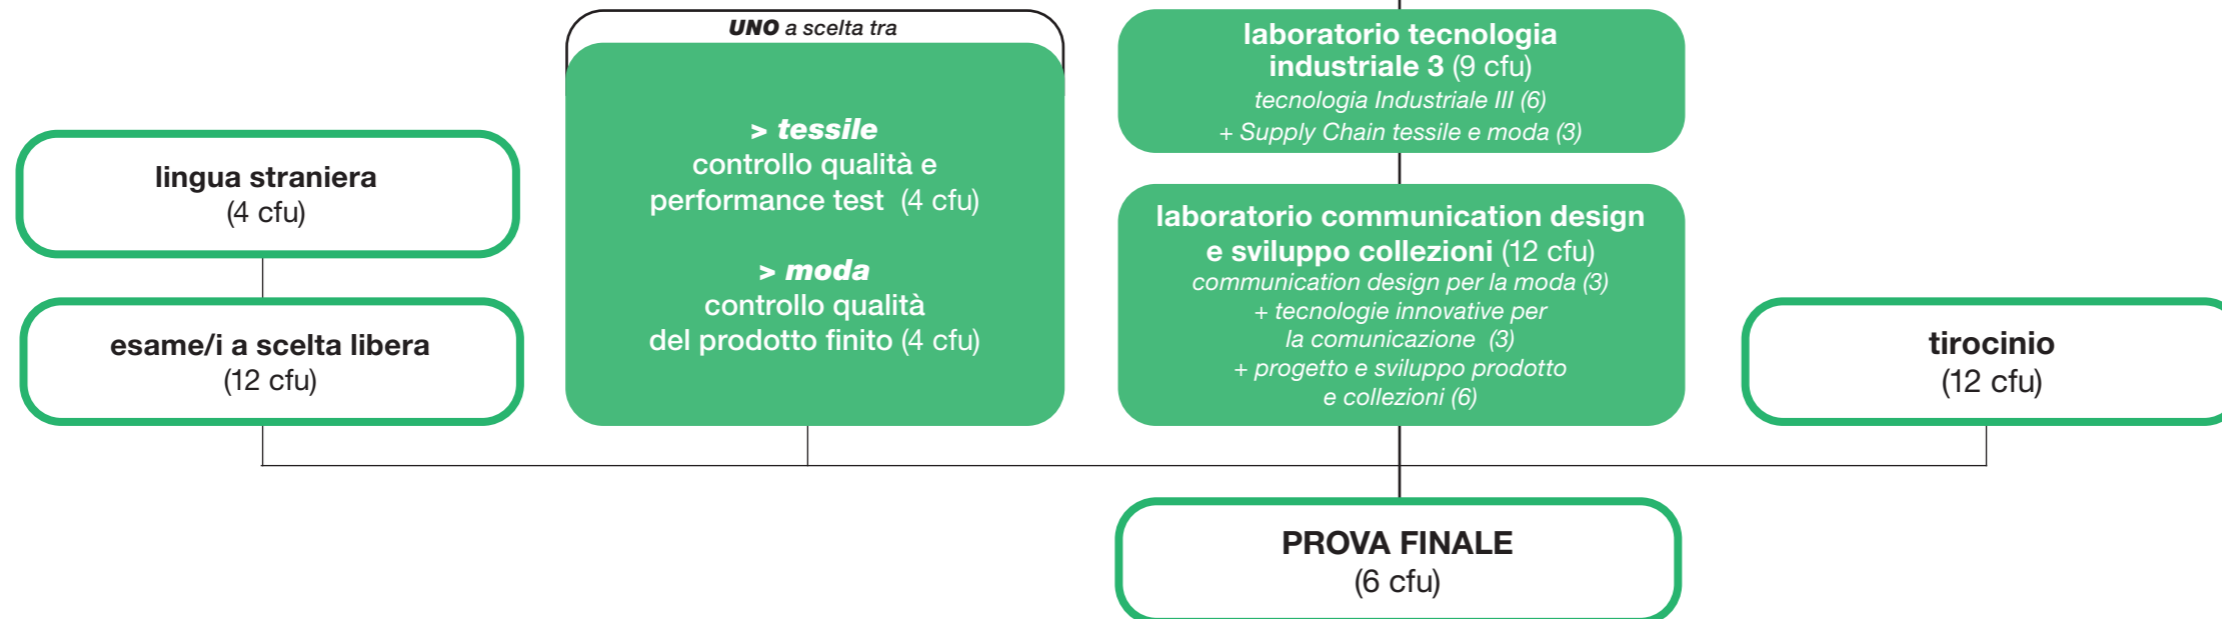 lingua straniera
(4 cfu)
esame/i a scelta libera
(12 cfu)
UNO a scelta tra
> tessile
controllo qualità e
performance test (4 cfu)
> moda
controllo qualità
del prodotto finito (4 cfu)
laboratorio tecnologia
industriale 3 (9 cfu)
tecnologia Industriale III (6)
+ Supply Chain tessile e moda (3)
laboratorio communication design
e sviluppo collezioni (12 cfu)
communication design per la moda (3)
+ tecnologie innovative per
la comunicazione (3)
+ progetto e sviluppo prodotto
e collezioni (6)
tirocinio
(12 cfu)
PROVA FINALE
(6 cfu)